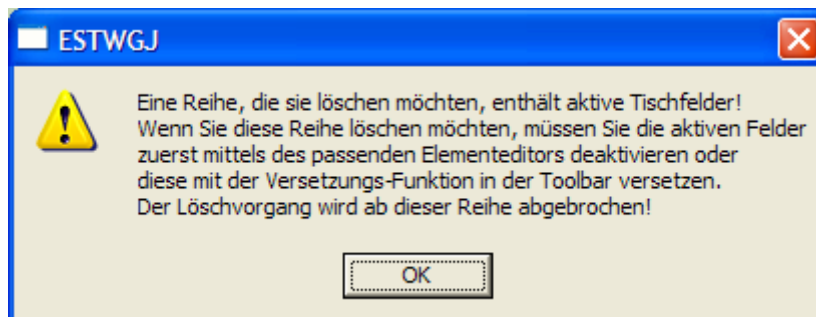 ESTWGJ
Eine Reihe, die sie löschen möchten, enthält aktive Tischfelder!
Wenn Sie diese Reihe löschen möchten, müssen Sie die aktiven Felder
zuerst mittels des passenden Elementeditors deaktivieren oder
diese mit der Versetzungs-Funktion in der Toolbar versetzen.
Der Löschvorgang wird ab dieser Reihe abgebrochen!
OK